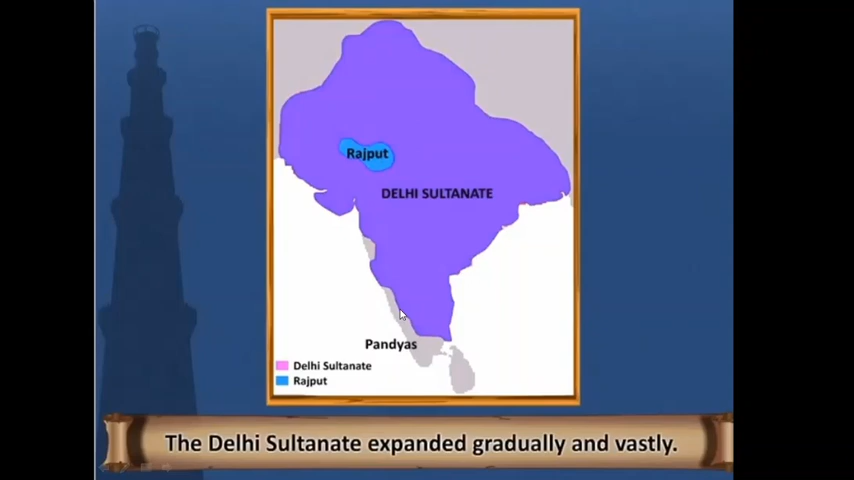 Rajput
DELHI SULTANATE
Pandyas
Delhi Sultanate
Rajput
The Delhi Sultanate expanded gradually and vastly.